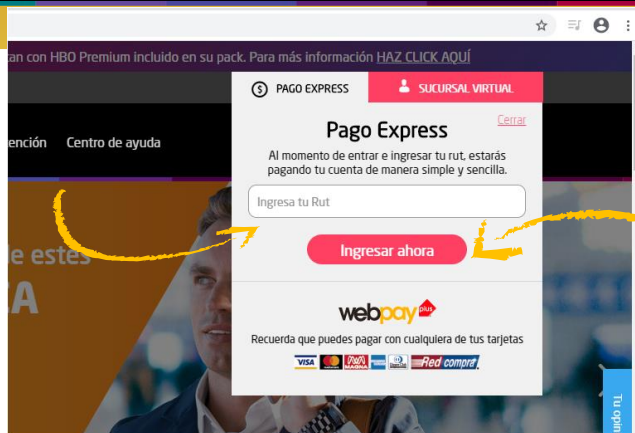 tan con HBO Premium incluido en su pack. Para más información HAZ CLICK AQUÍ
PAGO EXPRESS
SUCURSAL VIRTUAL
Cerrar
ención Centro de ayuda
Pago Express
Al momento de entrar e ingresar tu rut, estarás
pagando tu cuenta de manera simple y sencilla.
Ingresa tu Rut
Ingresar ahora
de estés
A
webpay plus
Recuerda que puedes pagar con cualquiera de tus tarjetas
VISA MAGNA Red compra
Tu opin